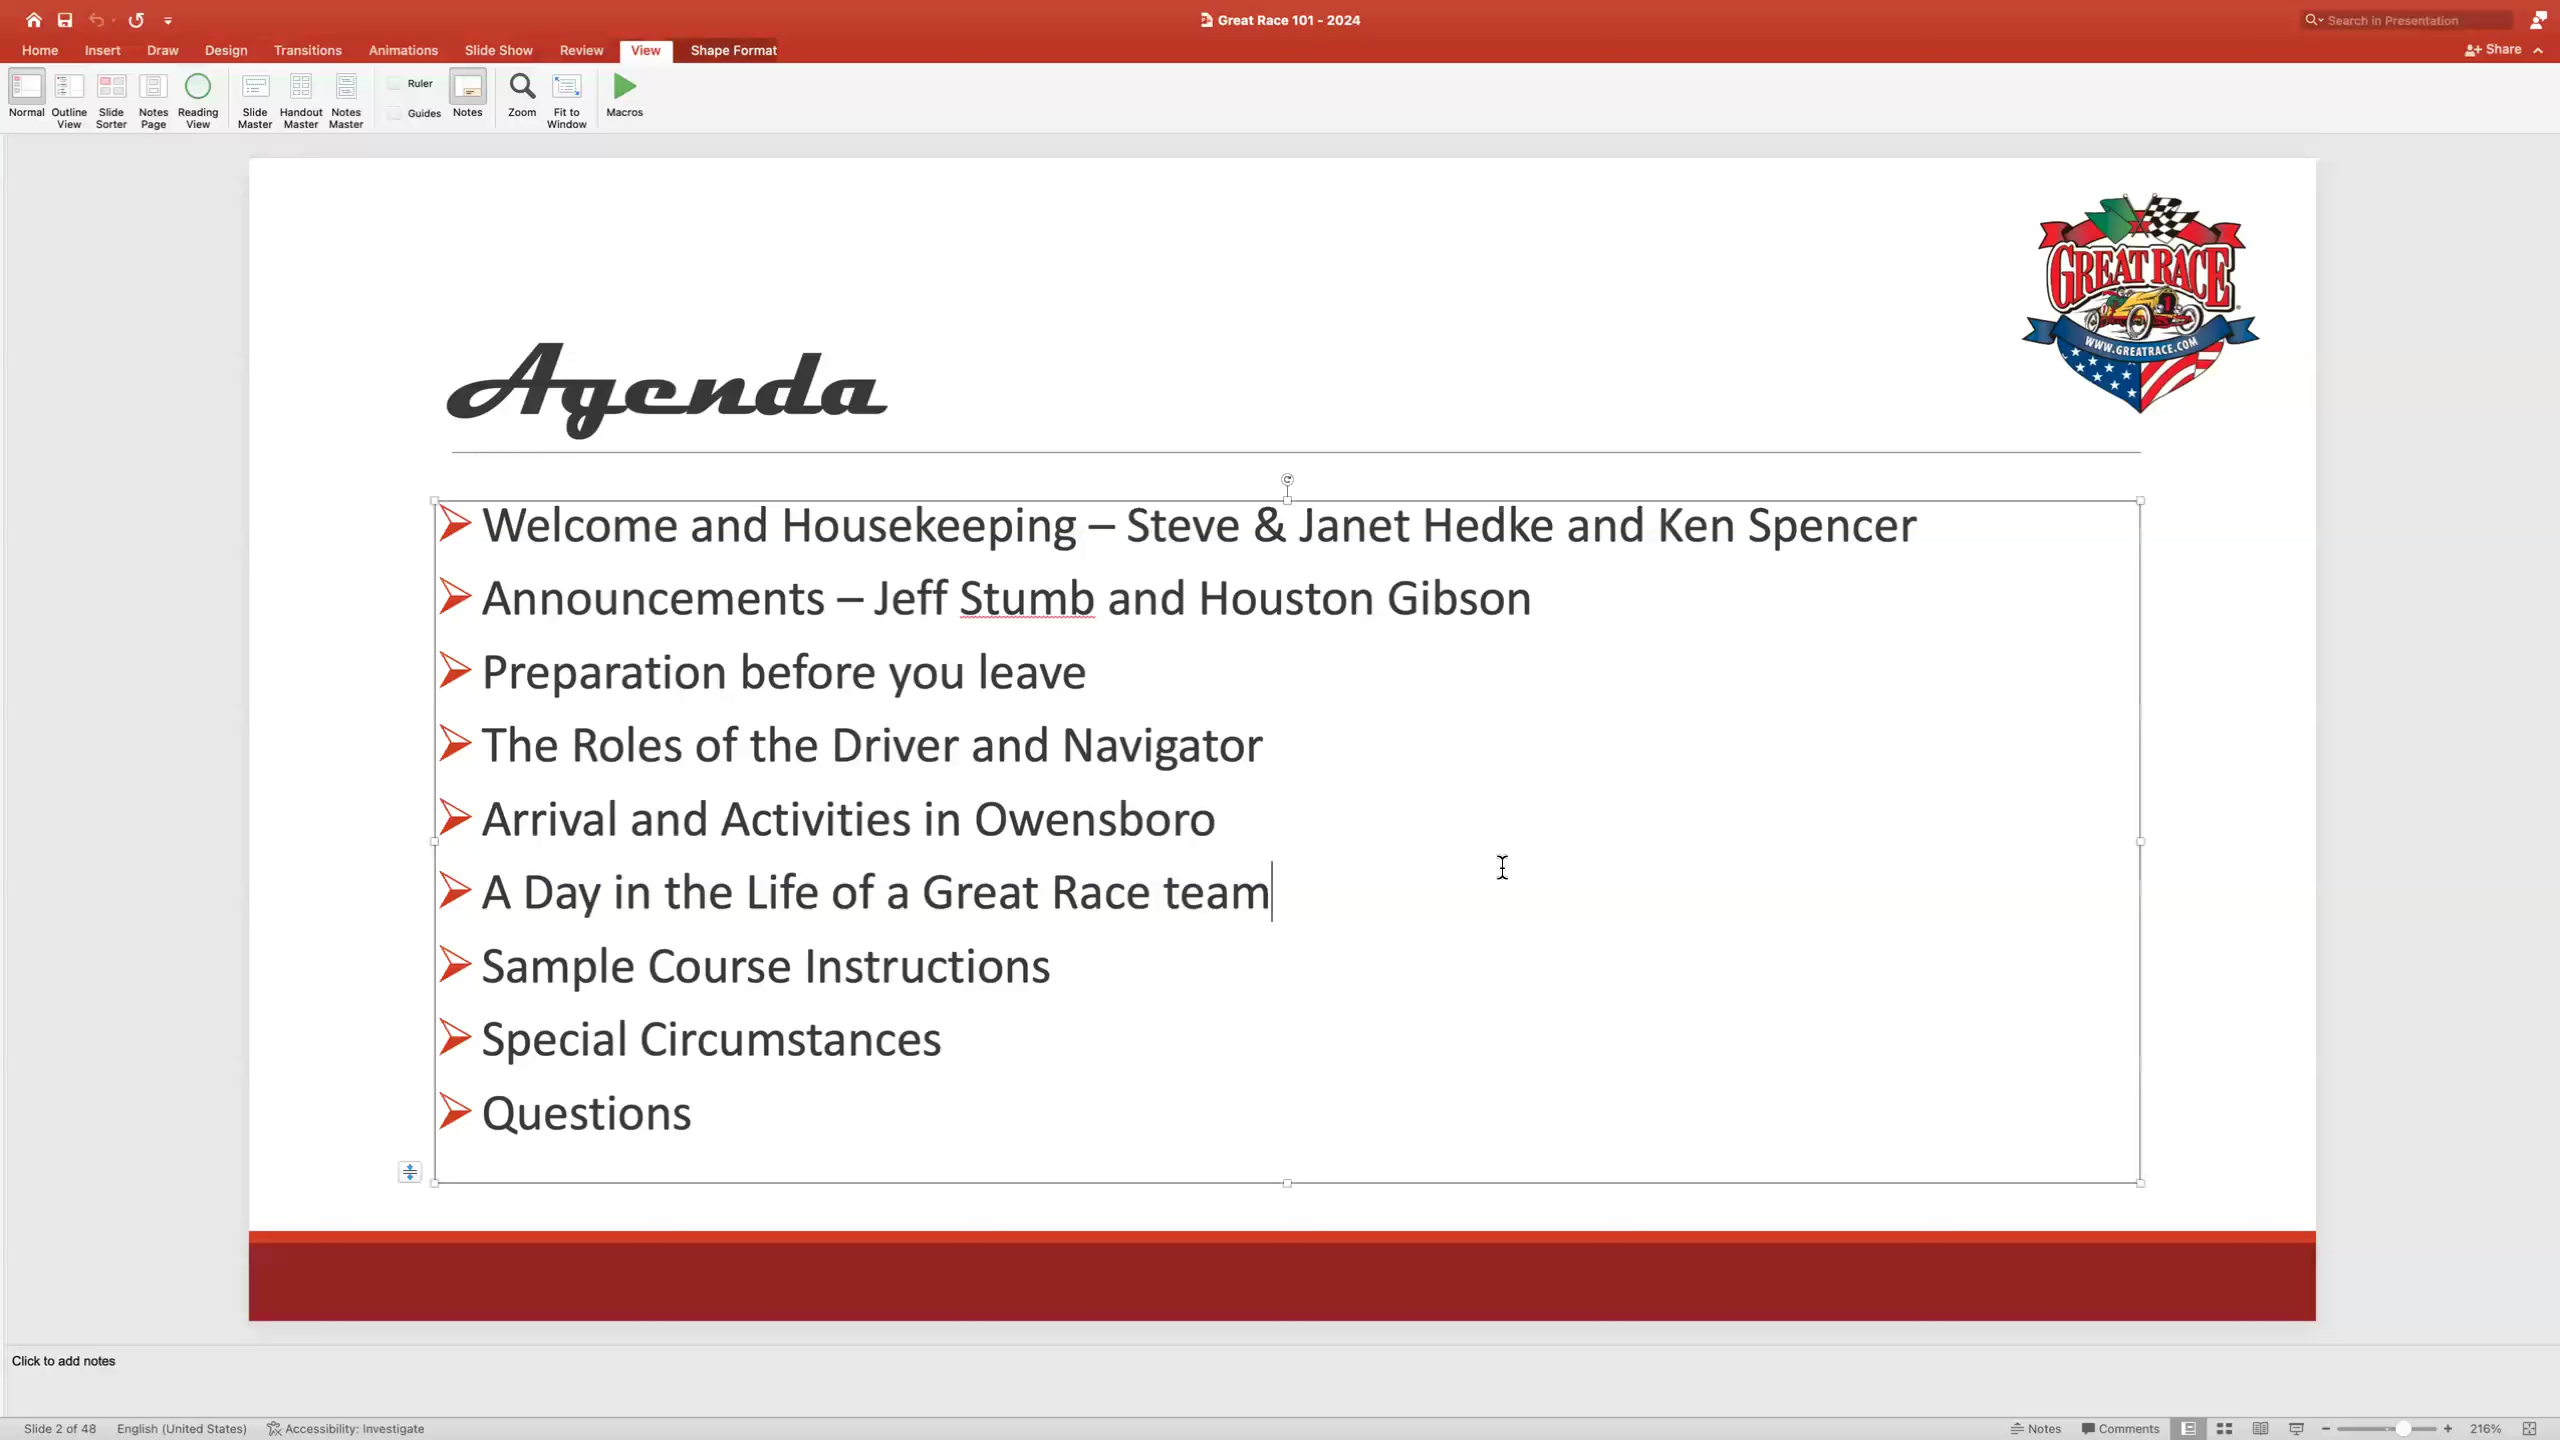 Great Race 101 - 2024
Search in Presentation
Home Insert Draw Design Transitions Animations Slide Show Review View Shape Format Share
Normal Outline View Slide Sorter Notes Page Reading View Slide Master Handout Master Notes Master Ruler Guides Notes Zoom Fit to Window Macros
GREAT RACE
1
WWW.GREATRACE.COM
Agenda
Welcome and Housekeeping – Steve & Janet Hedke and Ken Spencer
Announcements – Jeff Stumb and Houston Gibson
Preparation before you leave
The Roles of the Driver and Navigator
Arrival and Activities in Owensboro
A Day in the Life of a Great Race team
Sample Course Instructions
Special Circumstances
Questions
Click to add notes
Slide 2 of 48 English (United States) Accessibility: Investigate Notes Comments 216%